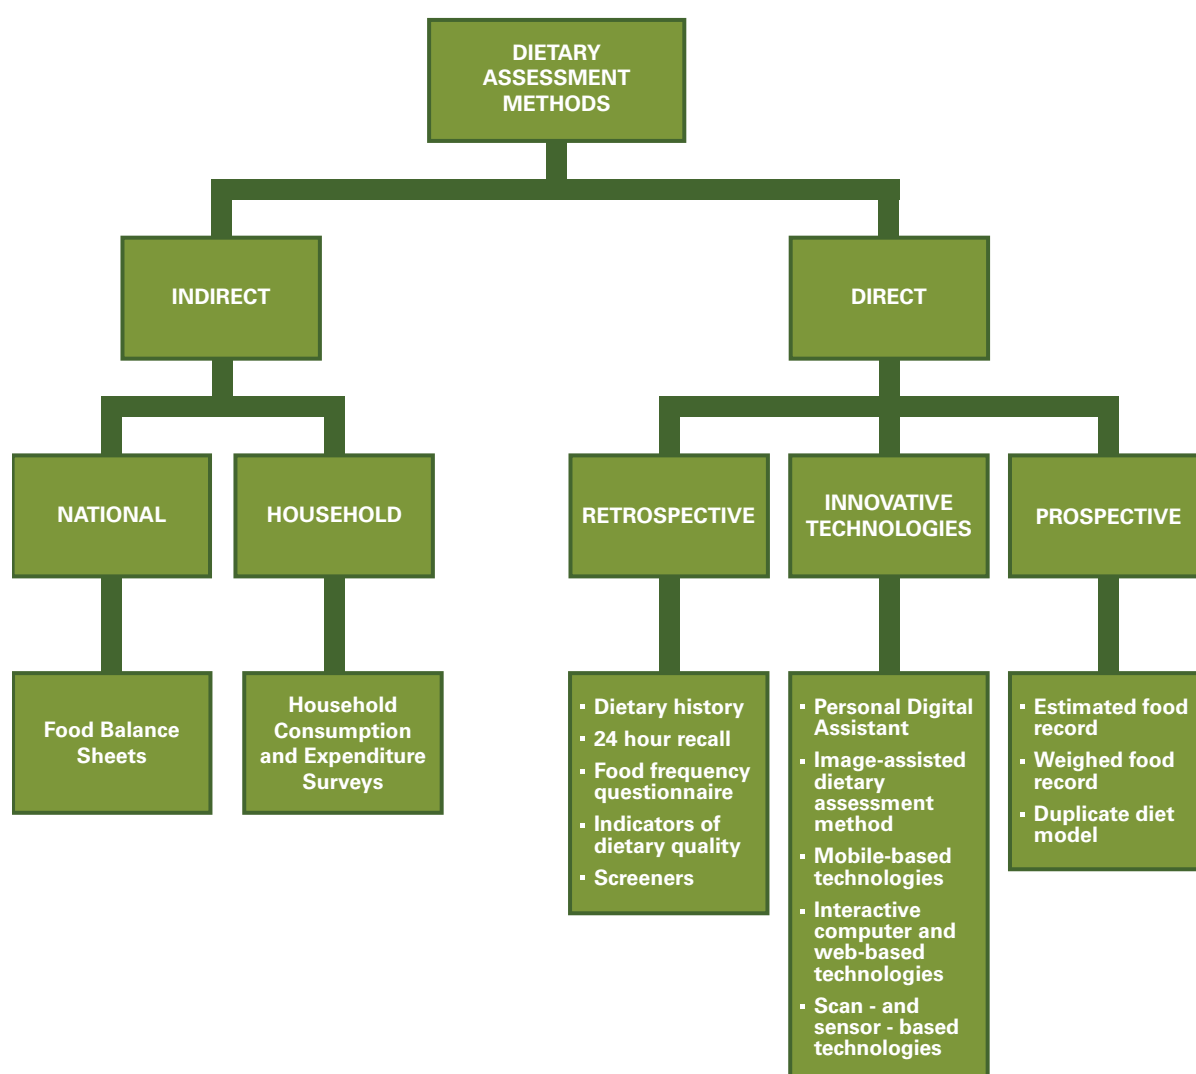 DIETARY
ASSESSMENT
METHODS
INDIRECT
DIRECT
NATIONAL
HOUSEHOLD
RETROSPECTIVE
INNOVATIVE
TECHNOLOGIES
PROSPECTIVE
Food Balance
Sheets
Household
Consumption
and Expenditure
Surveys
▪ Dietary history
▪ 24 hour recall
▪ Food frequency
questionnaire
▪ Indicators of
dietary quality
▪ Screeners
▪ Personal Digital
Assistant
▪ Image-assisted
dietary
assessment
method
▪ Mobile-based
technologies
▪ Interactive
computer and
web-based
technologies
▪ Scan - and
sensor - based
technologies
▪ Estimated food
record
▪ Weighed food
record
▪ Duplicate diet
model